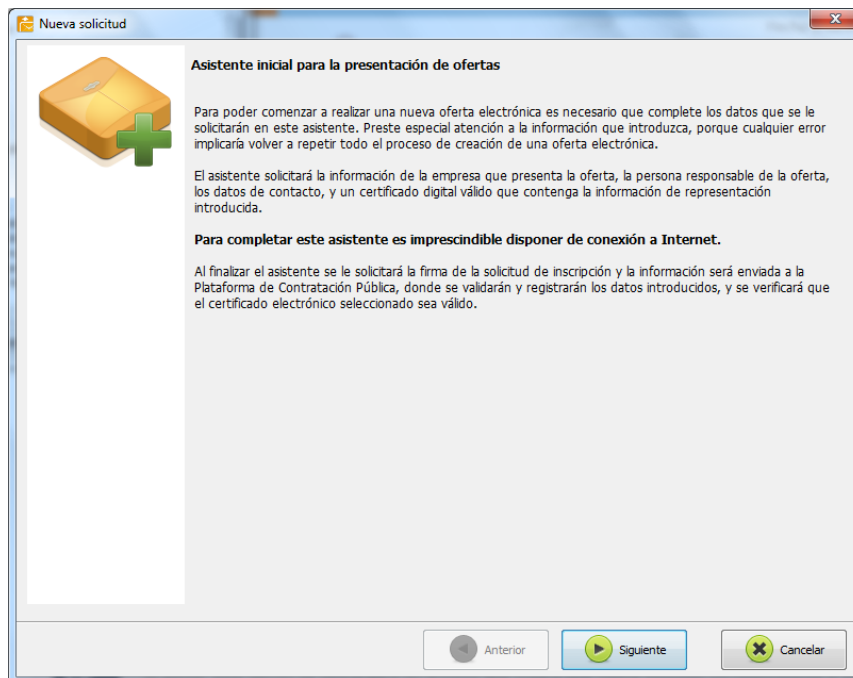 Nueva solicitud
Asistente inicial para la presentación de ofertas
Para poder comenzar a realizar una nueva oferta electrónica es necesario que complete los datos que se le
solicitarán en este asistente. Preste especial atención a la información que introduzca, porque cualquier error
implicaría volver a repetir todo el proceso de creación de una oferta electrónica.
El asistente solicitará la información de la empresa que presenta la oferta, la persona responsable de la oferta,
los datos de contacto, y un certificado digital válido que contenga la información de representación
introducida.
Para completar este asistente es imprescindible disponer de conexión a Internet.
Al finalizar el asistente se le solicitará la firma de la solicitud de inscripción y la información será enviada a la
Plataforma de Contratación Pública, donde se validarán y registrarán los datos introducidos, y se verificará que
el certificado electrónico seleccionado sea válido.
Anterior
Siguiente
Cancelar